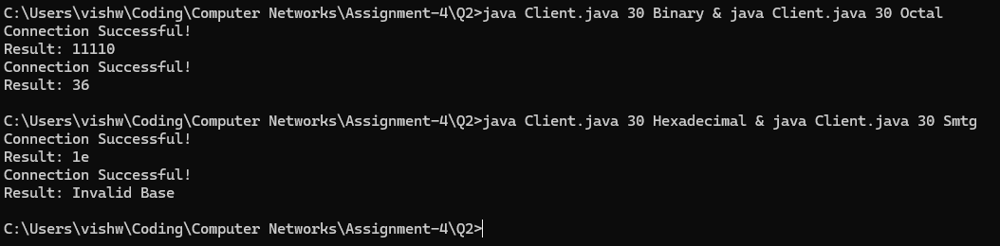 C:\Users\vishw\Coding\Computer Networks\Assignment-4\Q2>java Client.java 30 Binary & java Client.java 30 Octal
Connection Successful!
Result: 11110
Connection Successful!
Result: 36
C:\Users\vishw\Coding\Computer Networks\Assignment-4\Q2>java Client.java 30 Hexadecimal & java Client.java 30 Smtg
Connection Successful!
Result: 1e
Connection Successful!
Result: Invalid Base
C:\Users\vishw\Coding\Computer Networks\Assignment-4\Q2>